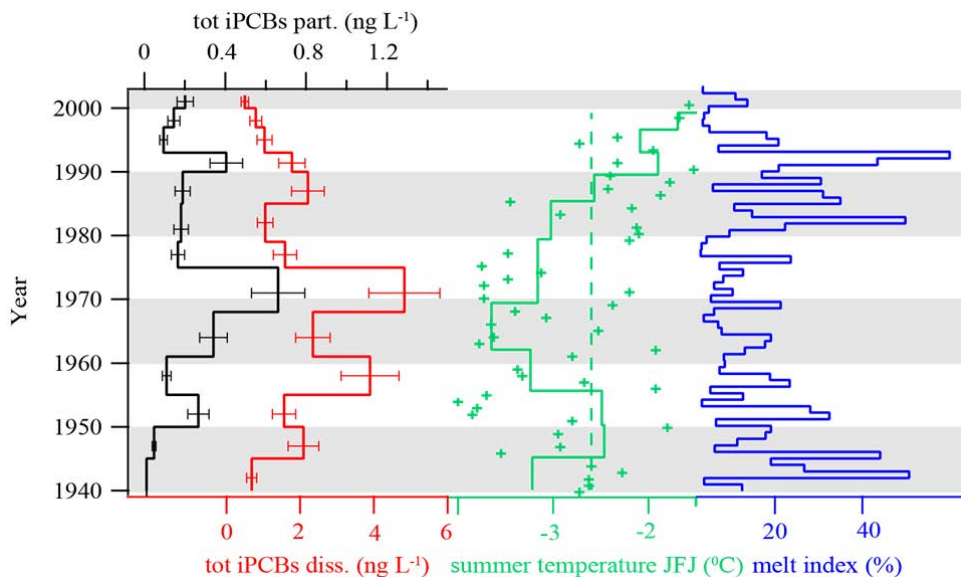 tot iPCBs part. (ng L⁻¹)
0 0.4 0.8 1.2
Year
2000
1990
1980
1970
1960
1950
1940
0 2 4 6
-3 -2
20 40
tot iPCBs diss. (ng L⁻¹)
summer temperature JFJ (⁰C)
melt index (%)